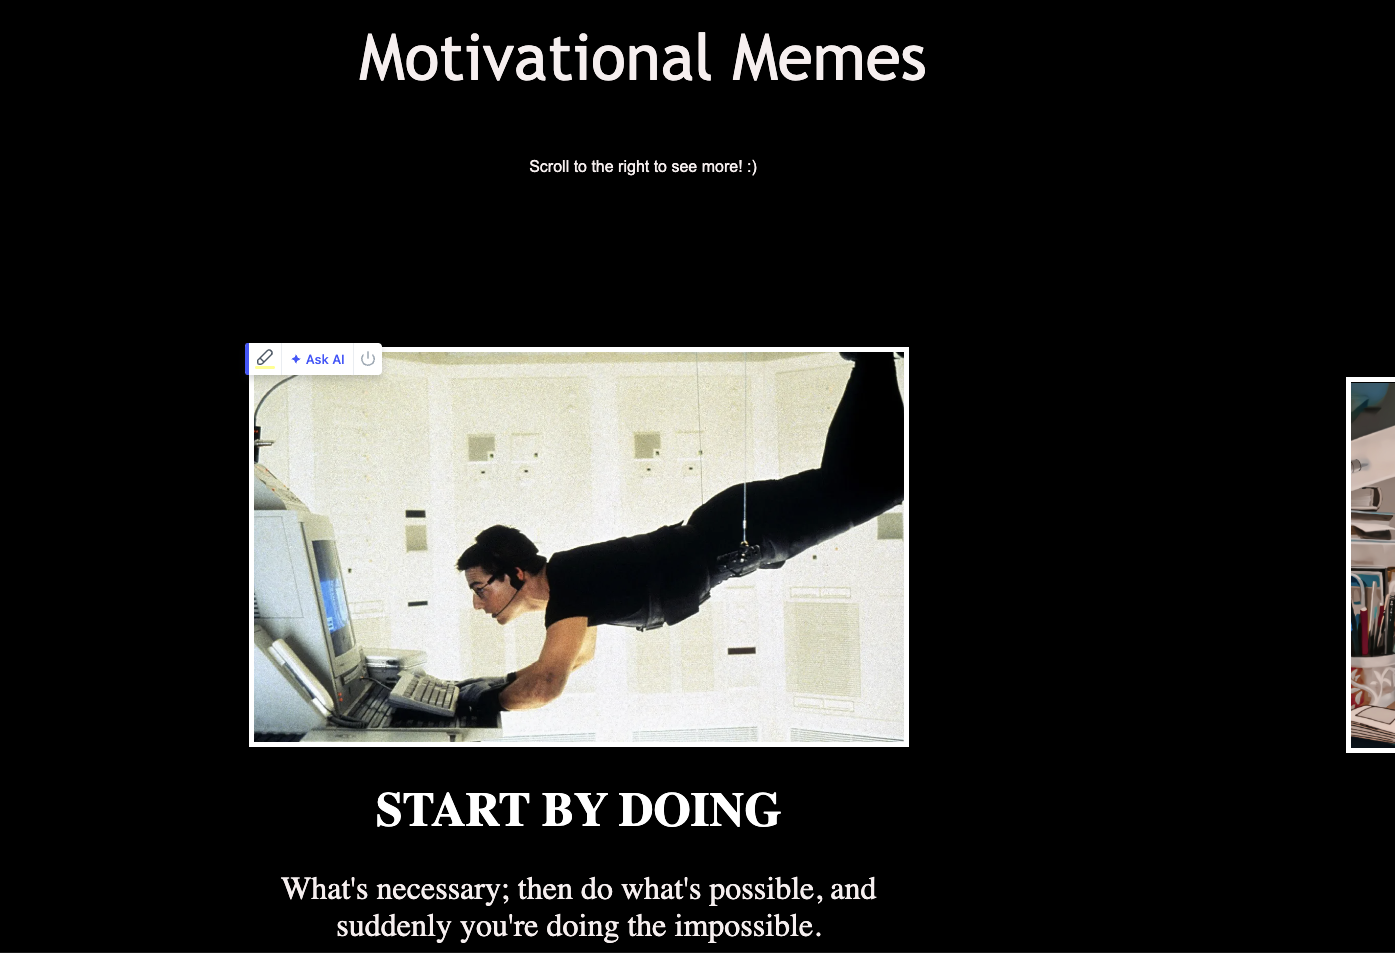 Motivational Memes
Scroll to the right to see more! :)
Ask AI
START BY DOING
What's necessary; then do what's possible, and
suddenly you're doing the impossible.